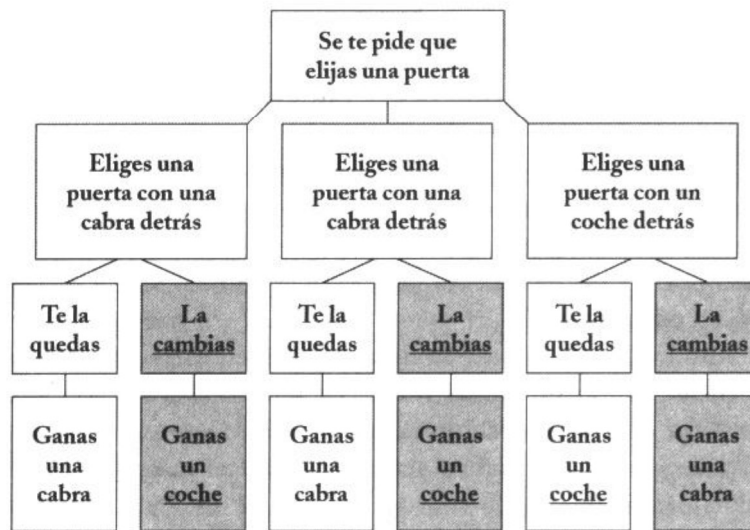 Se te pide que
elijas una puerta
Eliges una
puerta con una
cabra detrás
Eliges una
puerta con una
cabra detrás
Eliges una
puerta con un
coche detrás
Te la
quedas
La
cambias
Te la
quedas
La
cambias
Te la
quedas
La
cambias
Ganas
una
cabra
Ganas
un
coche
Ganas
una
cabra
Ganas
un
coche
Ganas
un
coche
Ganas
una
cabra